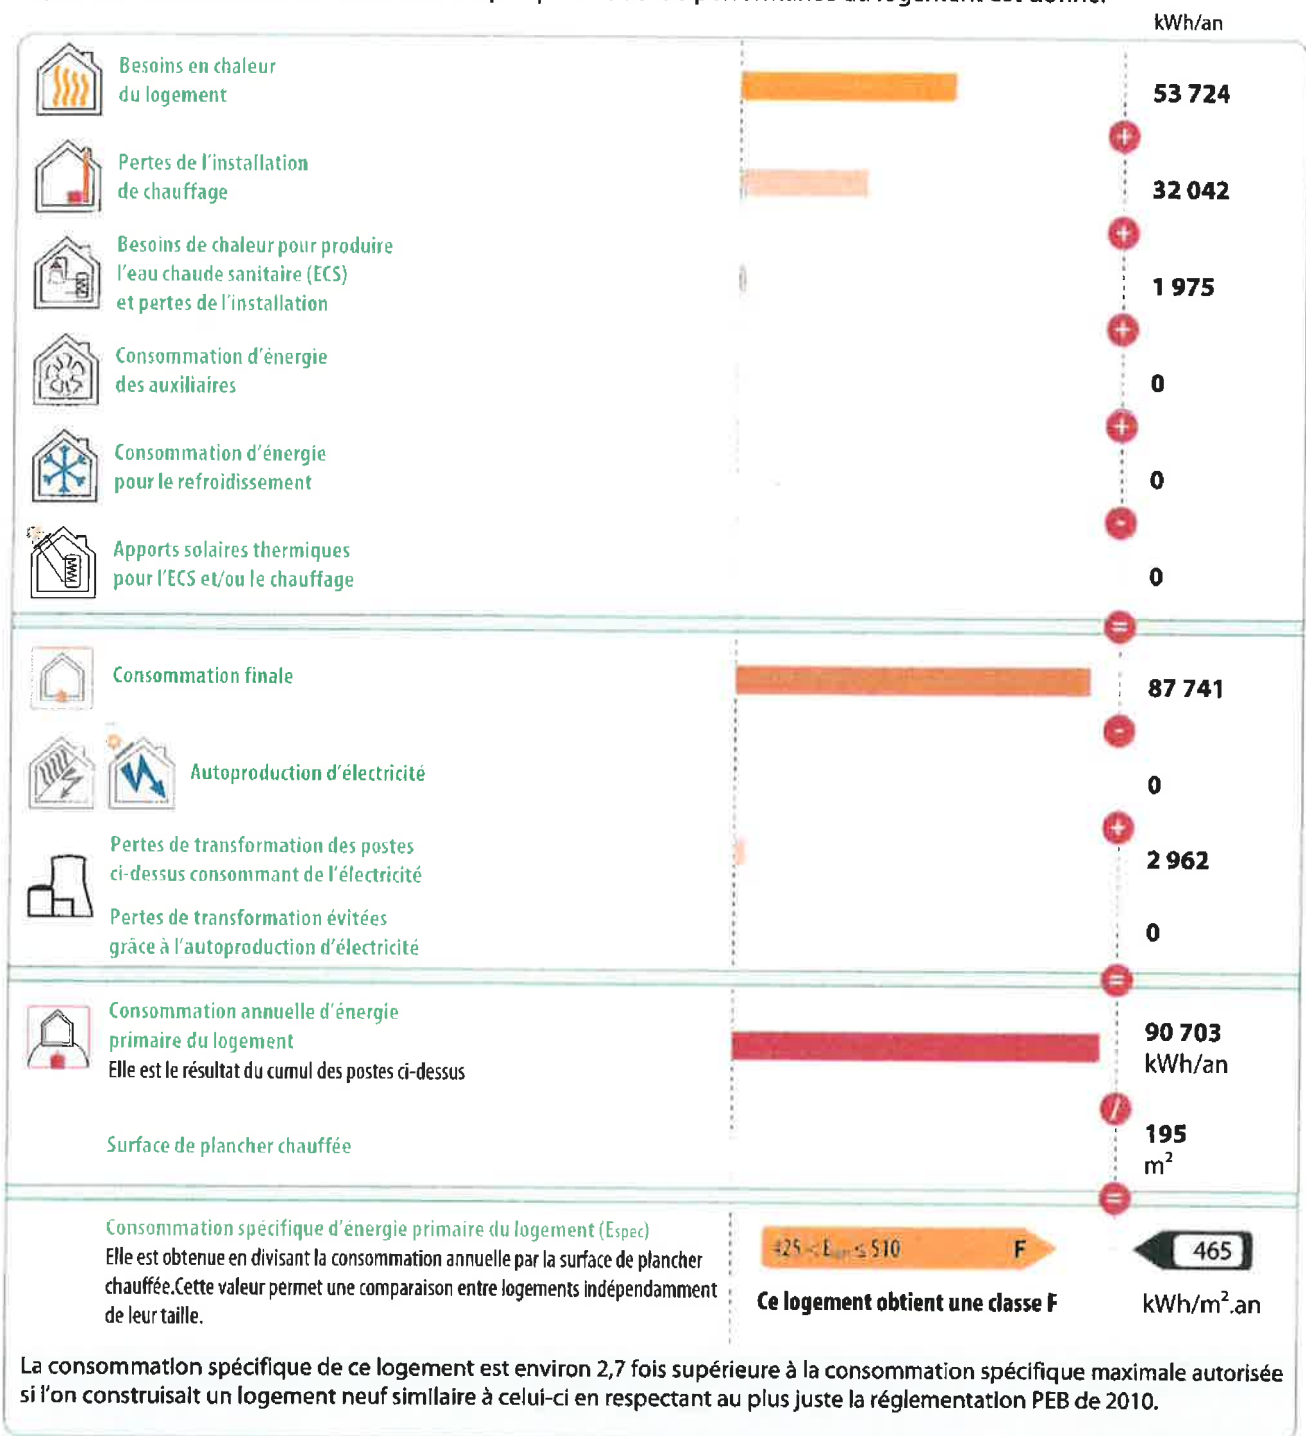 kWh/an
Besoins en chaleur
du logement
53 724
+
Pertes de l'installation
de chauffage
32 042
+
Besoins de chaleur pour produire
l'eau chaude sanitaire (ECS)
et pertes de l'installation
1 975
+
Consommation d'énergie
des auxiliaires
0
+
Consommation d'énergie
pour le refroidissement
0
-
Apports solaires thermiques
pour l'ECS et/ou le chauffage
0
=
Consommation finale
87 741
-
Autoproduction d'électricité
0
+
Pertes de transformation des postes
ci-dessus consommant de l'électricité
2 962
Pertes de transformation évitées
grâce à l'autoproduction d'électricité
0
=
Consommation annuelle d'énergie
primaire du logement
Elle est le résultat du cumul des postes ci-dessus
90 703
kWh/an
/
Surface de plancher chauffée
195
m²
=
Consommation spécifique d'énergie primaire du logement (Espec)
Elle est obtenue en divisant la consommation annuelle par la surface de plancher
chauffée.Cette valeur permet une comparaison entre logements indépendamment
de leur taille.
425 < Espec ≤ 510 F
465
Ce logement obtient une classe F
kWh/m².an
La consommation spécifique de ce logement est environ 2,7 fois supérieure à la consommation spécifique maximale autorisée
si l'on construisait un logement neuf similaire à celui-ci en respectant au plus juste la réglementation PEB de 2010.